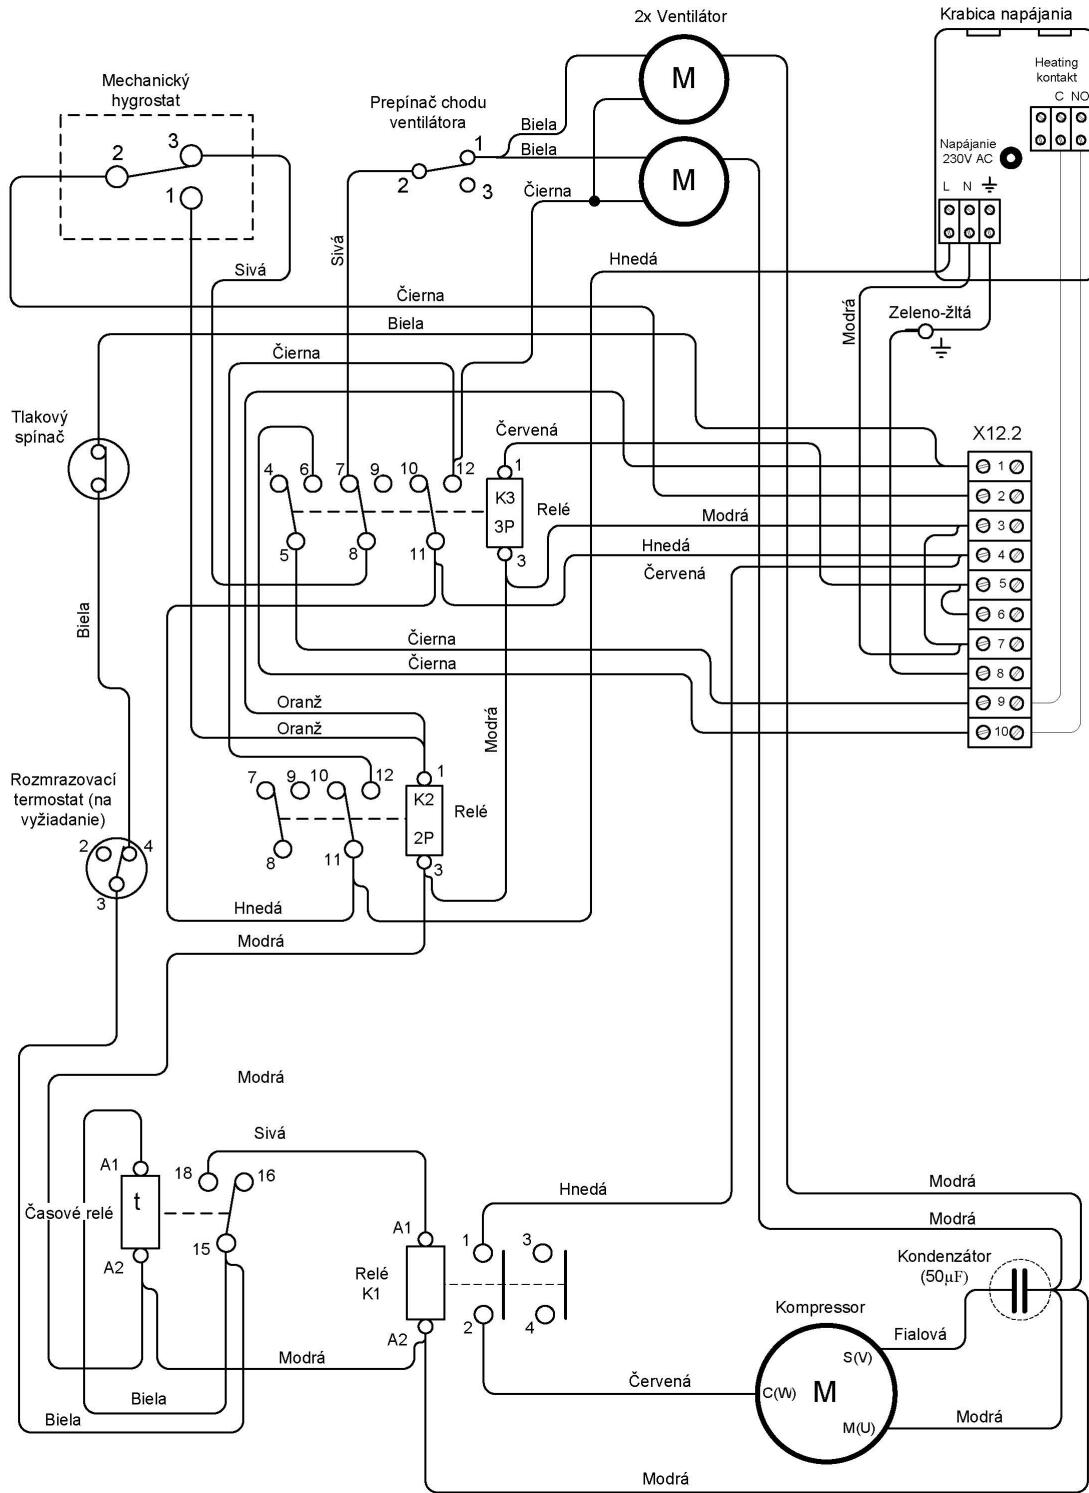 2x Ventilátor
Krabica napájania
Heating
kontakt
C NO
Napájanie
230V AC
L N
Mechanický
hygrostat
2
3
1
Prepínač chodu
ventilátora
1
2
3
Biela
Biela
Čierna
M
M
Sivá
Sivá
Hnedá
Čierna
Biela
Modrá
Zeleno-žltá
Čierna
Tlakový
spínač
Červená
X12.2
4 6 7 9 10 12
5 8 11
1
K3
3P
3
Relé
Modrá
Hnedá
Červená
1
2
3
4
5
6
7
8
9
10
Biela
Čierna
Čierna
Oranž
Oranž
Modrá
Rozmrazovací
termostat (na
vyžiadanie)
2 4
3
7 9 10 12
8 11
1
K2
2P
3
Relé
Hnedá
Modrá
Modrá
Sivá
A1
t
Časové relé
A2
18 16
15
Hnedá
Modrá
Modrá
A1
Relé
K1
A2
1 3
2 4
Kondenzátor
(50µF)
Kompressor
Fialová
S(V)
C(W) M
M(U)
Modrá
Červená
Modrá
Biela
Biela
Modrá